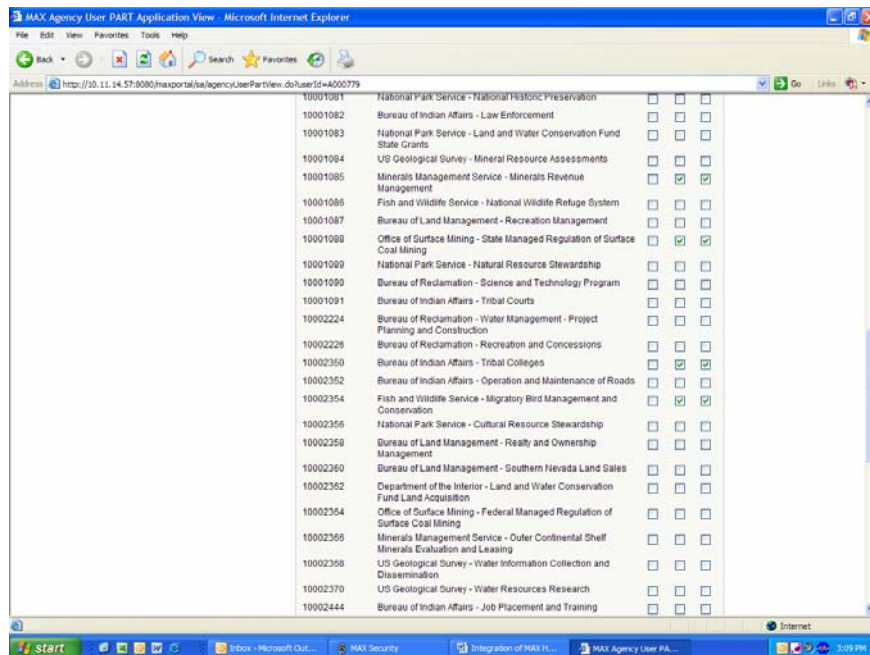 MAX Agency User PART Application View - Microsoft Internet Explorer
File Edit View Favorites Tools Help
Back Search Favorites
Address http://10.11.14.57:8080/maxportal/sa/agencyUserPartView.do?userId=A000779 Go Links
10001081 National Park Service - National Historic Preservation
10001082 Bureau of Indian Affairs - Law Enforcement
10001083 National Park Service - Land and Water Conservation Fund
State Grants
10001084 US Geological Survey - Mineral Resource Assessments
10001085 Minerals Management Service - Minerals Revenue
Management
10001086 Fish and Wildlife Service - National Wildlife Refuge System
10001087 Bureau of Land Management - Recreation Management
10001088 Office of Surface Mining - State Managed Regulation of Surface
Coal Mining
10001089 National Park Service - Natural Resource Stewardship
10001090 Bureau of Reclamation - Science and Technology Program
10001091 Bureau of Indian Affairs - Tribal Courts
10002224 Bureau of Reclamation - Water Management - Project
Planning and Construction
10002226 Bureau of Reclamation - Recreation and Concessions
10002350 Bureau of Indian Affairs - Tribal Colleges
10002352 Bureau of Indian Affairs - Operation and Maintenance of Roads
10002354 Fish and Wildlife Service - Migratory Bird Management and
Conservation
10002356 National Park Service - Cultural Resource Stewardship
10002358 Bureau of Land Management - Realty and Ownership
Management
10002360 Bureau of Land Management - Southern Nevada Land Sales
10002362 Department of the Interior - Land and Water Conservation
Fund Land Acquisition
10002364 Office of Surface Mining - Federal Managed Regulation of
Surface Coal Mining
10002366 Minerals Management Service - Outer Continental Shelf
Minerals Evaluation and Leasing
10002368 US Geological Survey - Water Information Collection and
Dissemination
10002370 US Geological Survey - Water Resources Research
10002444 Bureau of Indian Affairs - Job Placement and Training
Internet
start Inbox - Microsoft Out... MAX Security Integration of MAX H... MAX Agency User PA... 3:09 PM